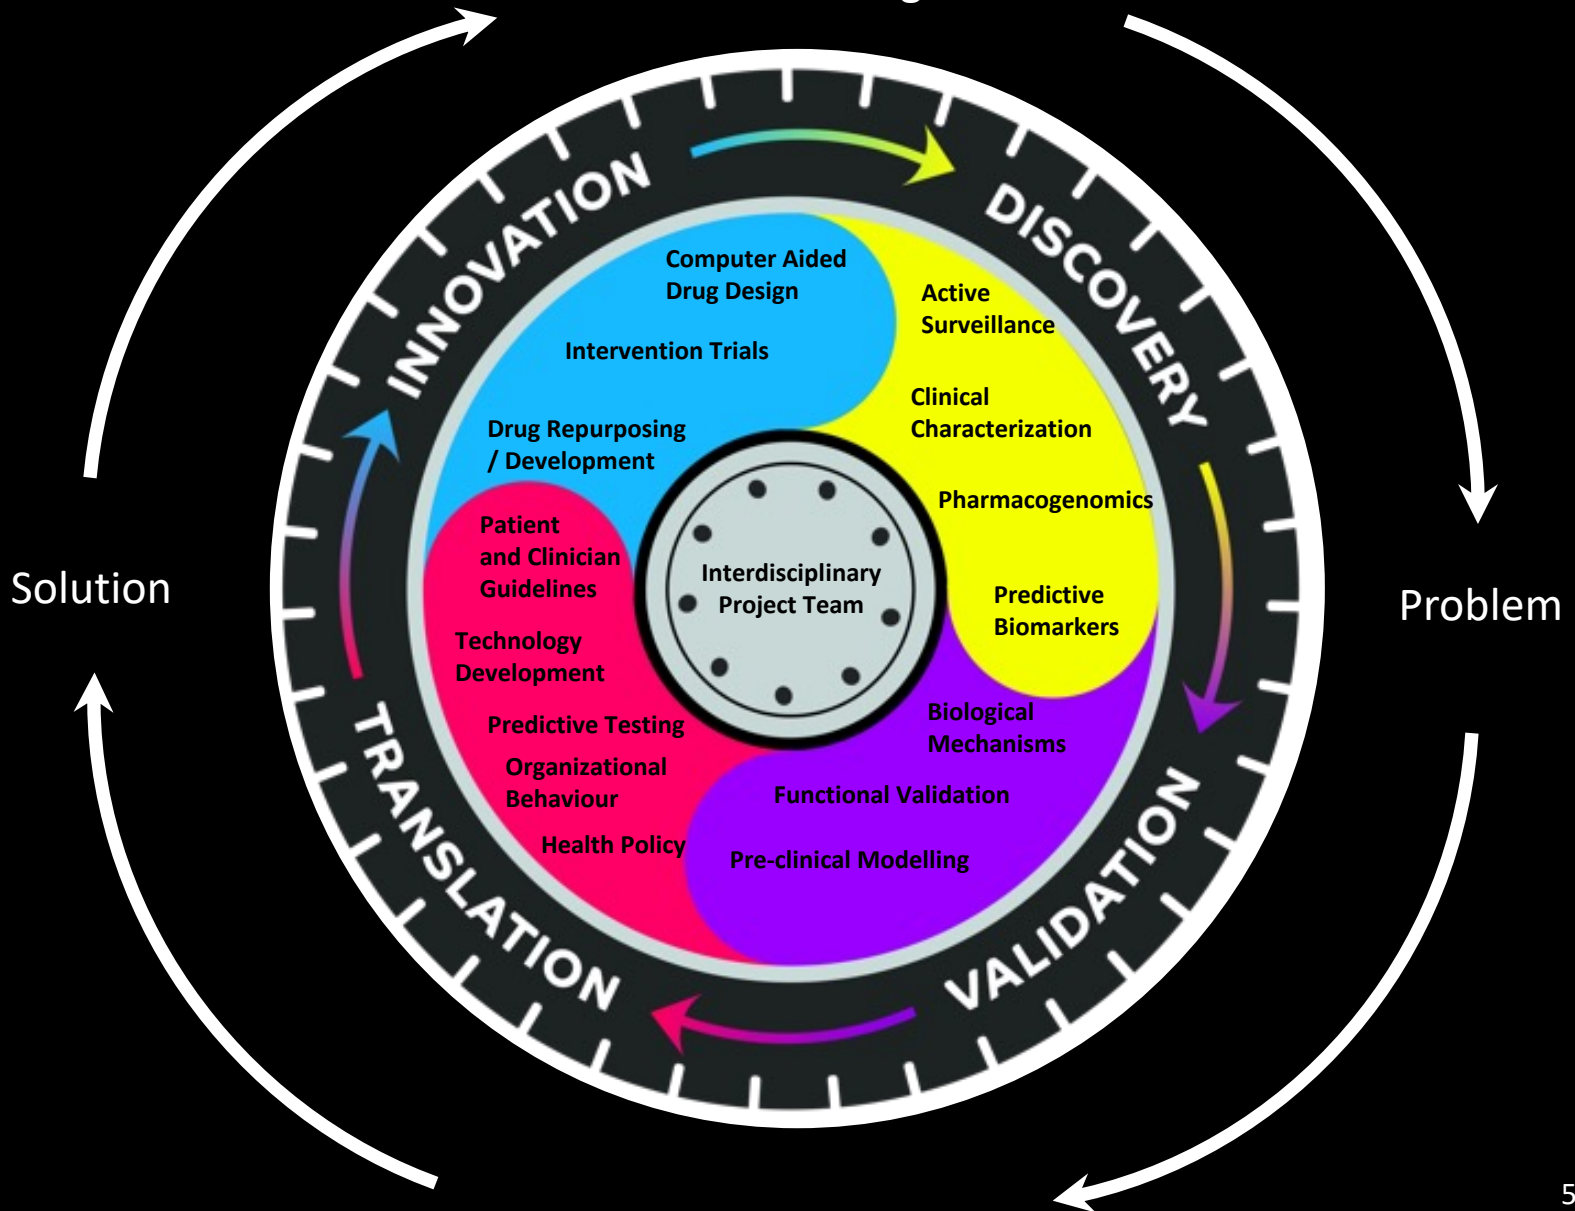 INNOVATION
DISCOVERY
Computer Aided
Drug Design
Active
Surveillance
Intervention Trials
Clinical
Characterization
Drug Repurposing
/ Development
Pharmacogenomics
Patient
and Clinician
Guidelines
Interdisciplinary
Project Team
Predictive
Biomarkers
Solution
Problem
Technology
Development
Predictive Testing
Biological
Mechanisms
Organizational
Behaviour
Functional Validation
Health Policy
Pre-clinical Modelling
TRANSLATION
VALIDATION
5